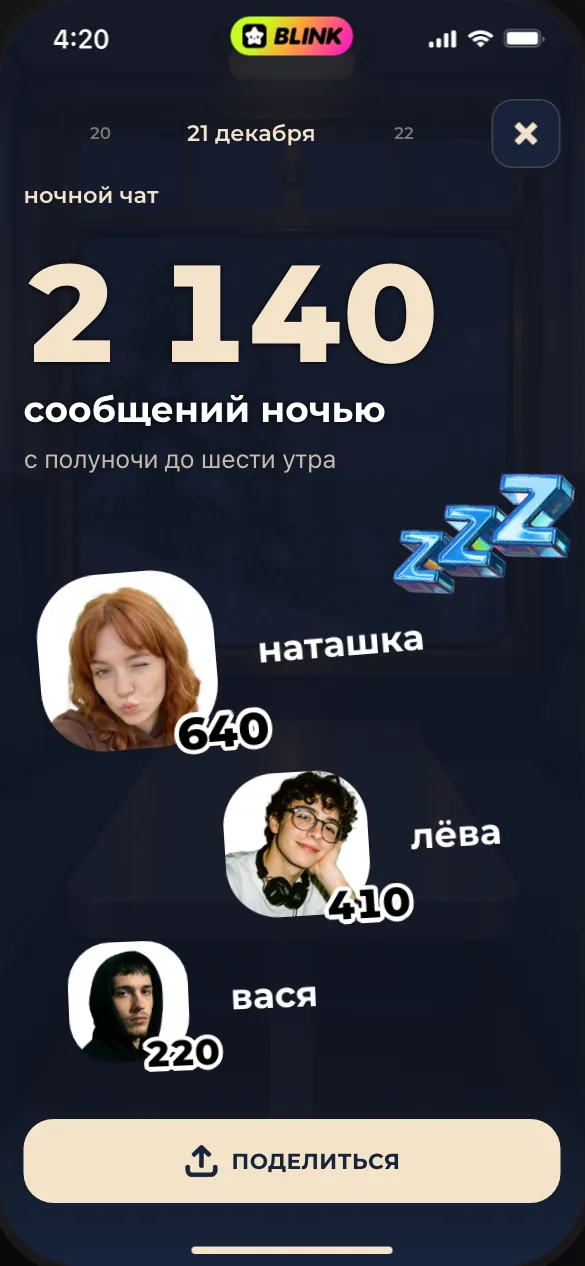 4:20
BLINK
20
21 декабря
22
ночной чат
2 140
сообщений ночью
с полуночи до шести утра
zzz
наташка
640
лёва
410
вася
220
ПОДЕЛИТЬСЯ